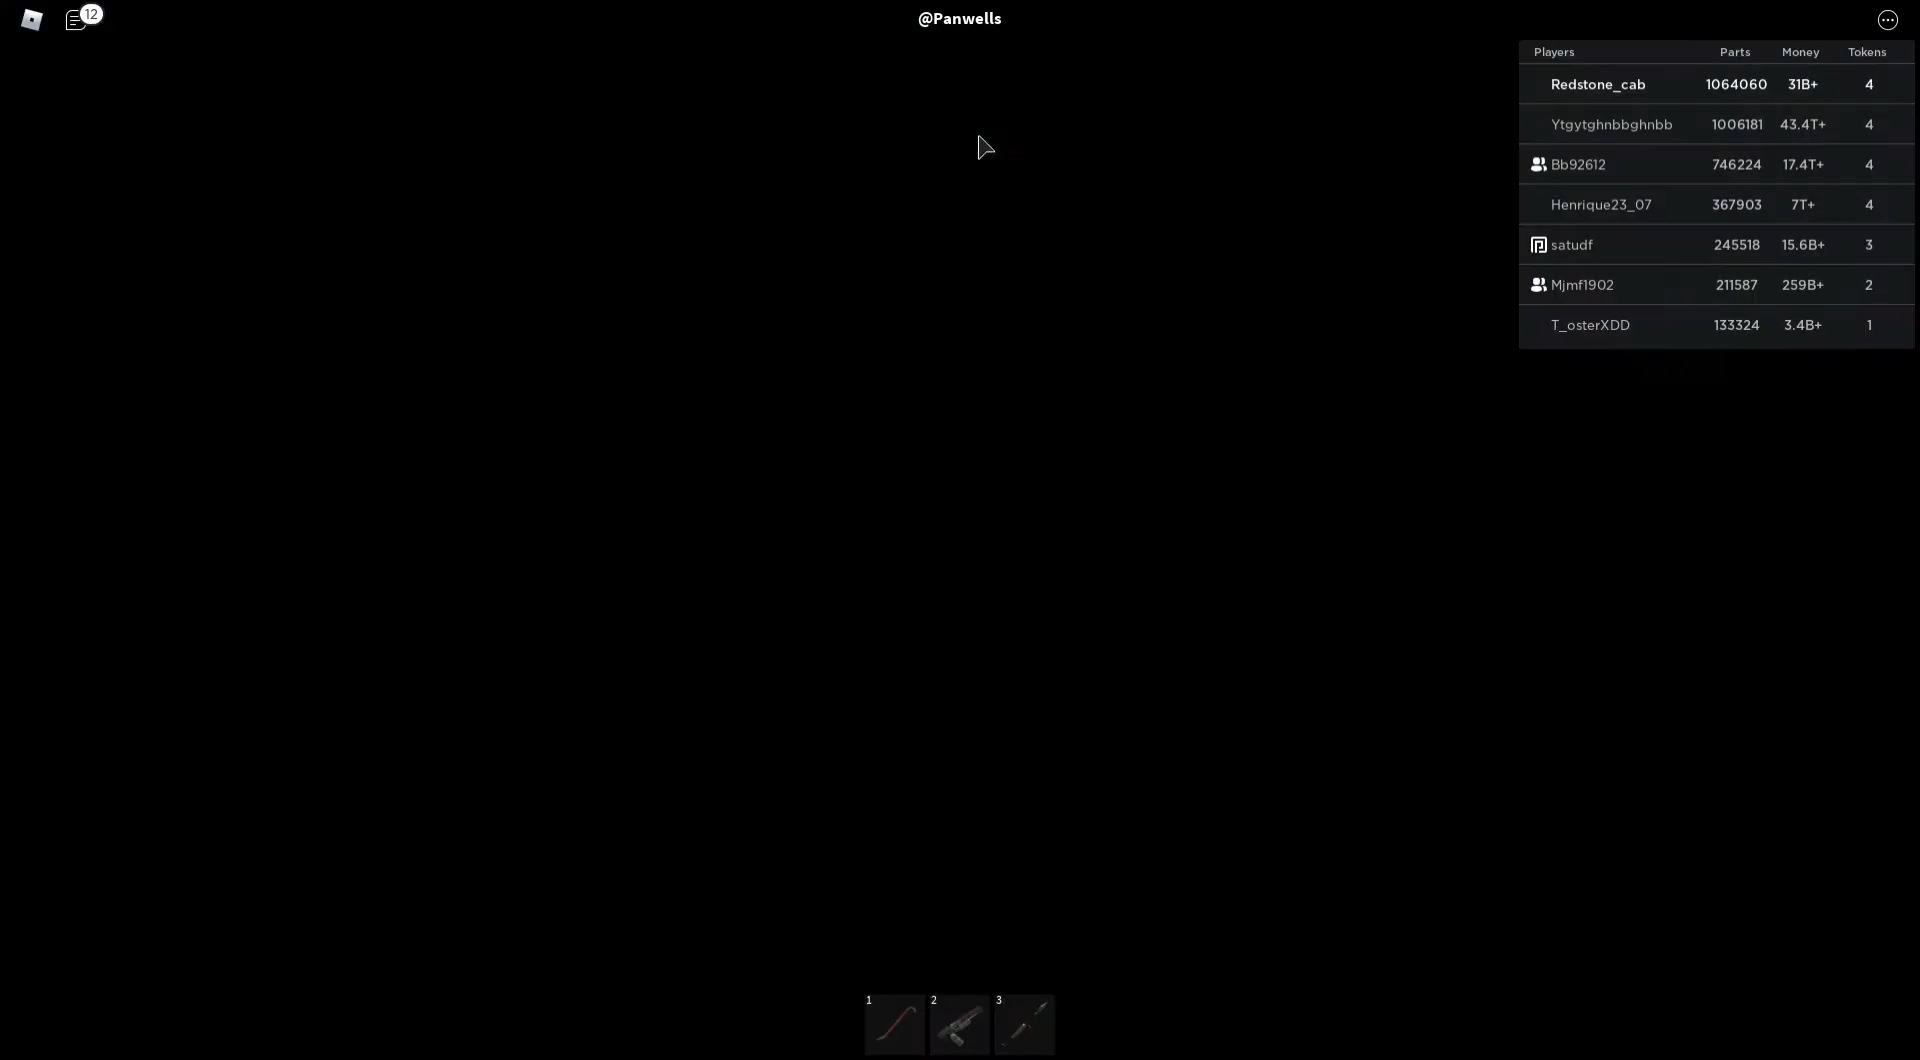 12
@Panwells
Players Parts Money Tokens
Redstone_cab 1064060 31B+ 4
Ytgytghnbbghnbb 1006181 43.4T+ 4
Bb92612 746224 17.4T+ 4
Henrique23_07 367903 7T+ 4
satudf 245518 15.6B+ 3
Mjmf1902 211587 259B+ 2
T_osterXDD 133324 3.4B+ 1
1 2 3